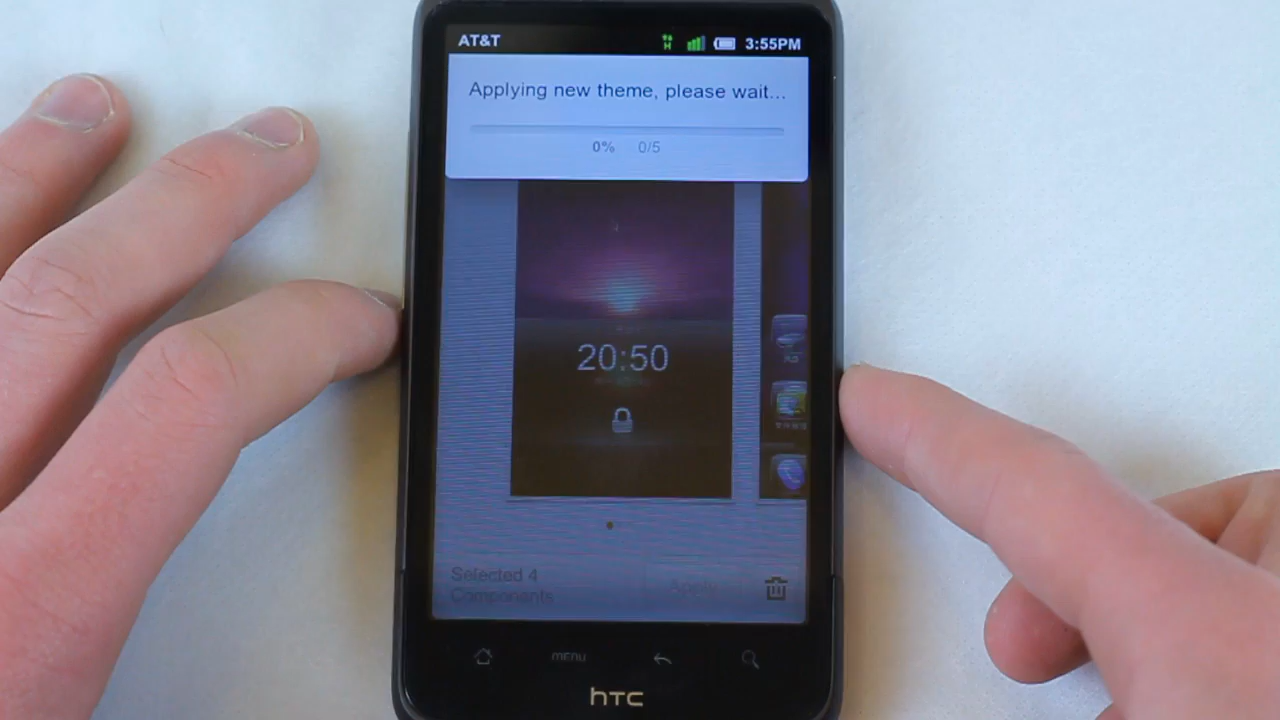 AT&T
H
3:55PM
Applying new theme, please wait...
0% 0/5
20:50
Selected 4
Components
Apply
menu
hTC